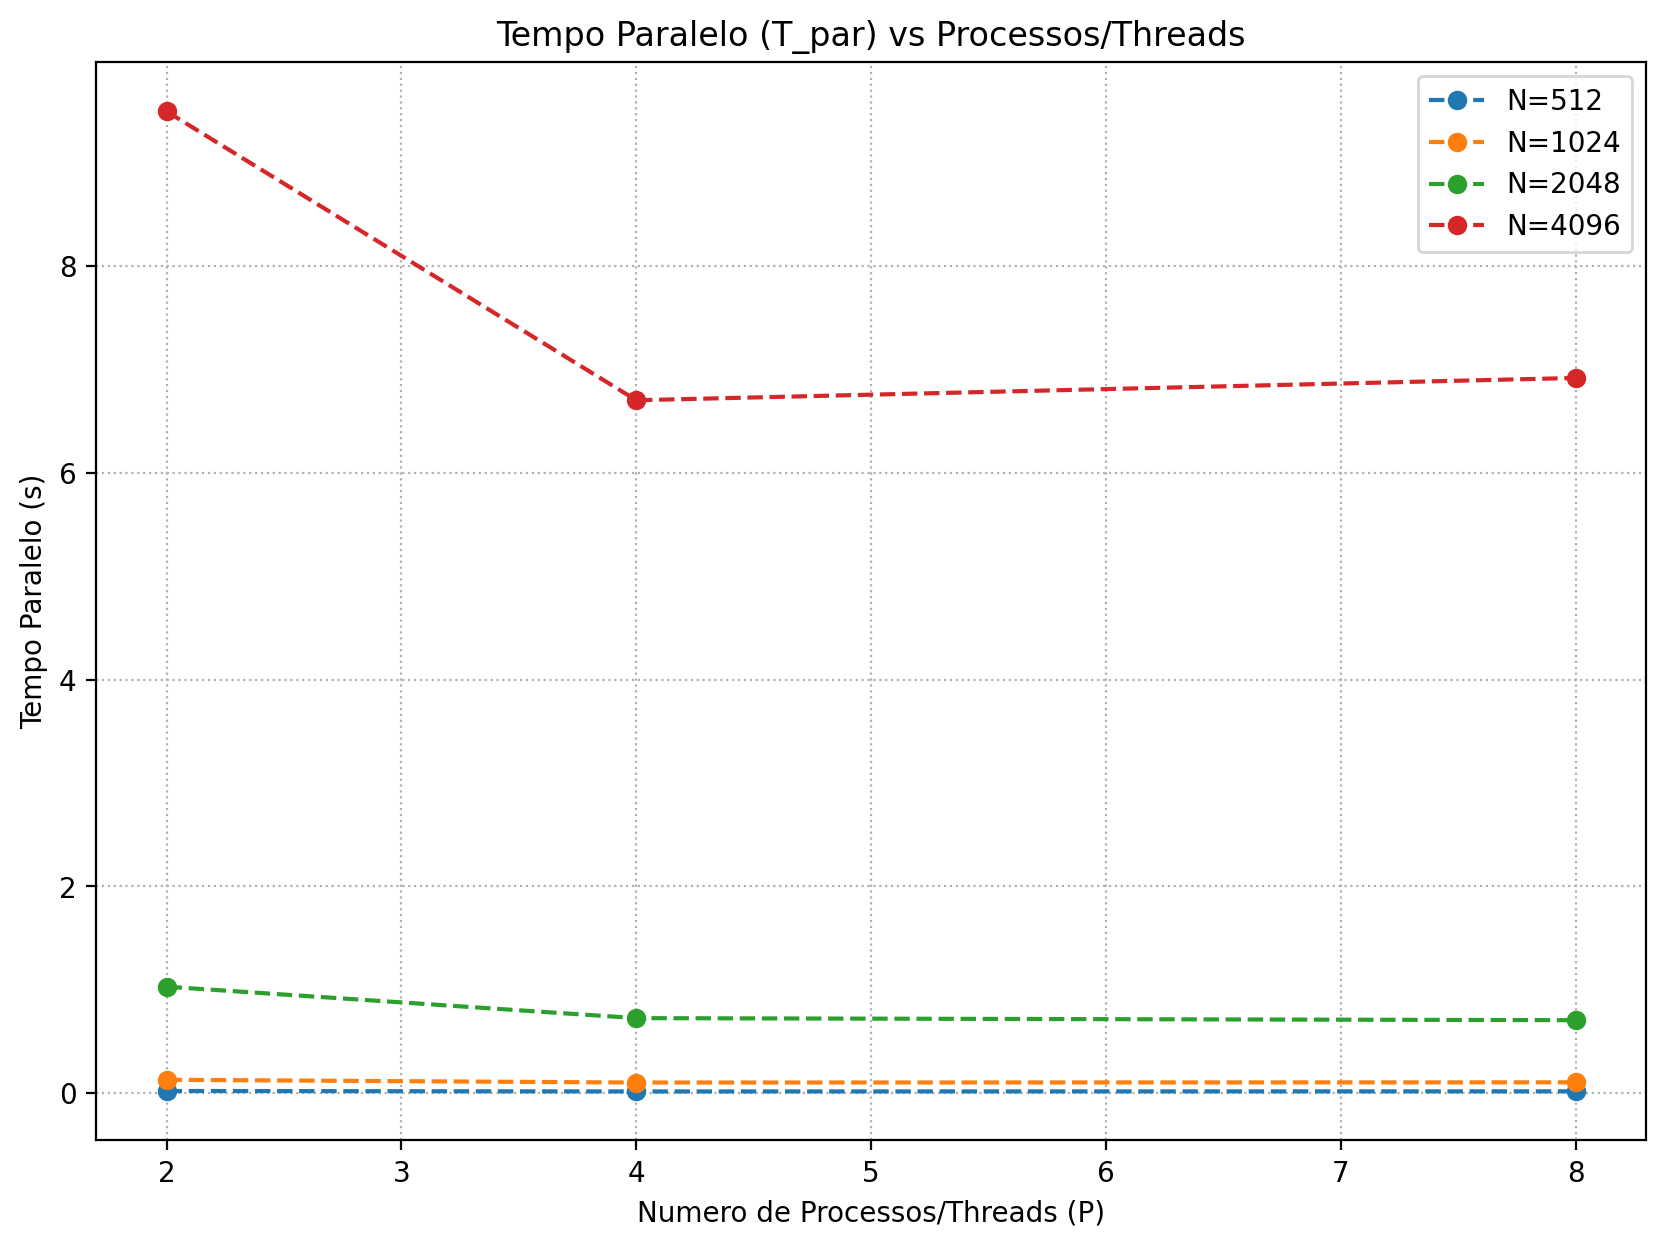 Tempo Paralelo (T_par) vs Processos/Threads
N=512
N=1024
N=2048
N=4096
8
6
4
2
0
Tempo Paralelo (s)
2 3 4 5 6 7 8
Numero de Processos/Threads (P)